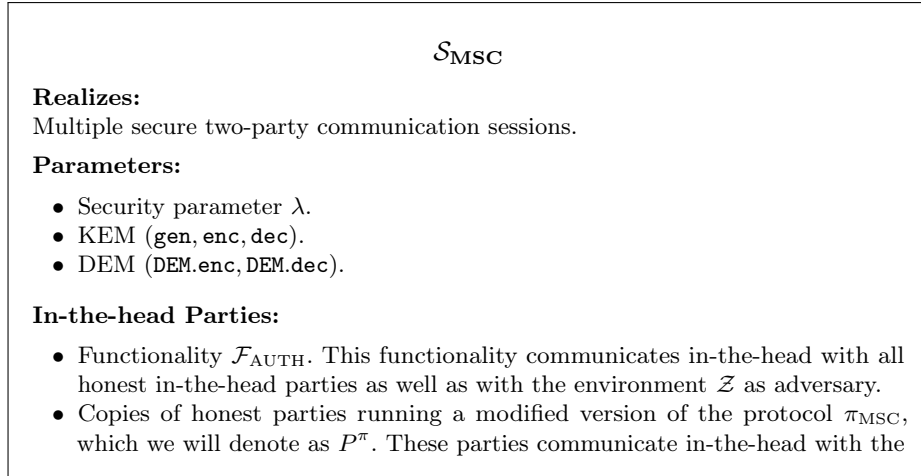 𝒮_MSC
Realizes:
Multiple secure two-party communication sessions.
Parameters:
• Security parameter λ.
• KEM (gen, enc, dec).
• DEM (DEM.enc, DEM.dec).
In-the-head Parties:
• Functionality ℱ_AUTH. This functionality communicates in-the-head with all
honest in-the-head parties as well as with the environment 𝒵 as adversary.
• Copies of honest parties running a modified version of the protocol π_MSC,
which we will denote as P^π. These parties communicate in-the-head with the